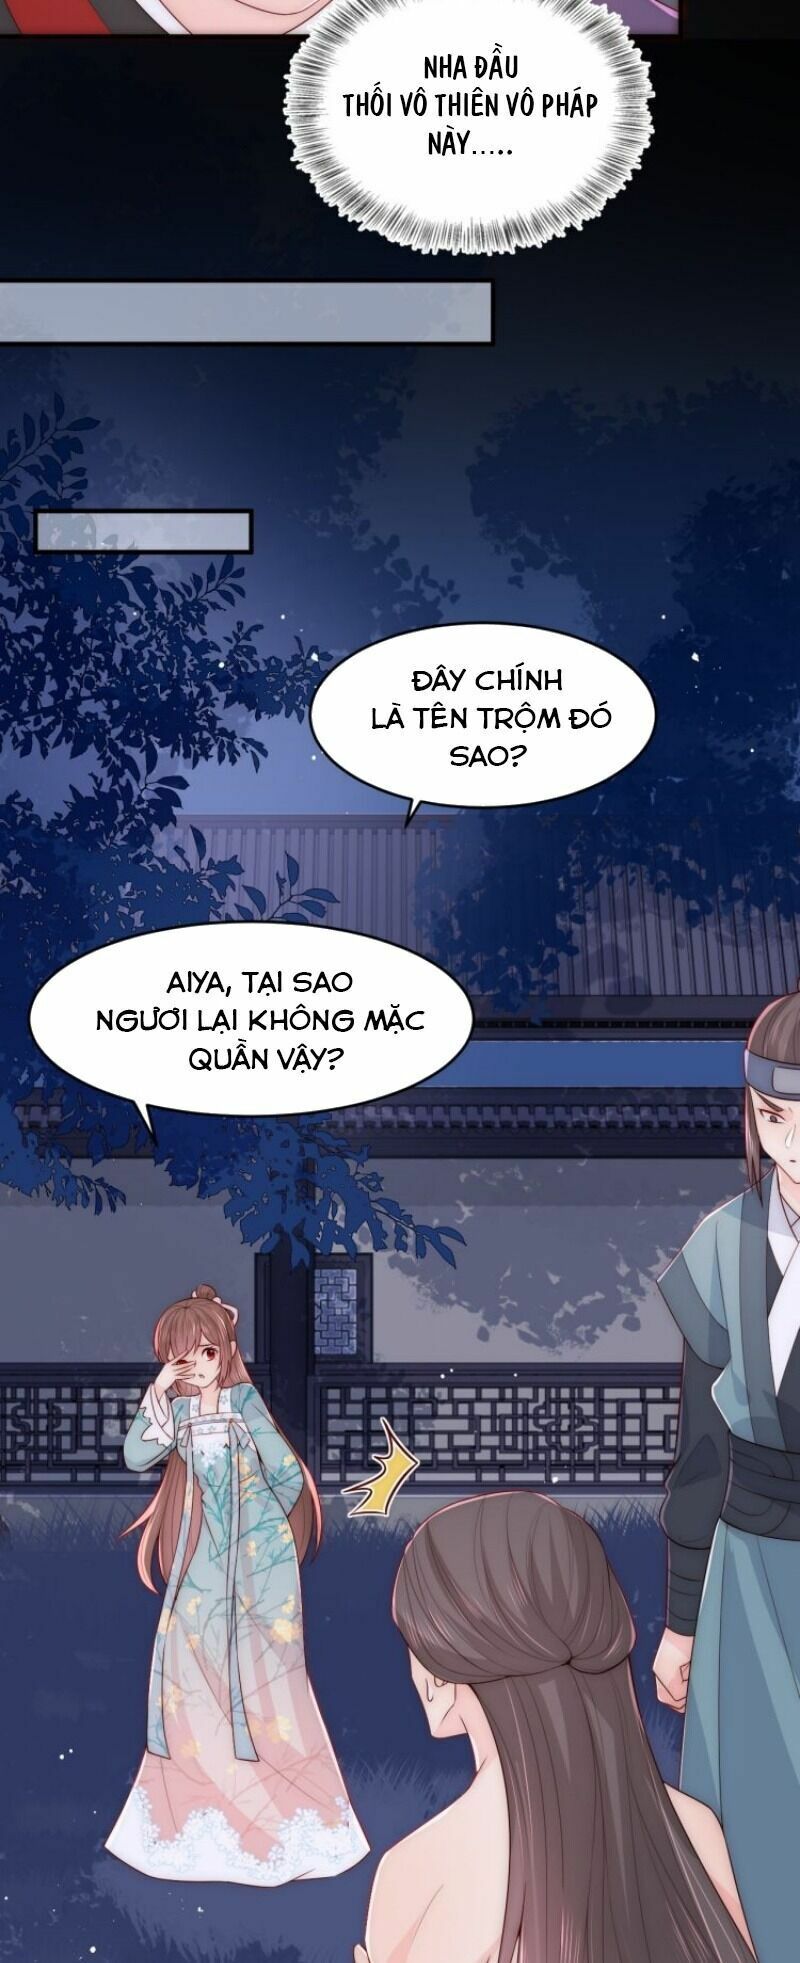 NHA ĐẦU
THỐI VÔ THIÊN VÔ PHÁP
NÀY.....
ĐÂY CHÍNH
LÀ TÊN TRỘM ĐÓ
SAO?
AIYA, TẠI SAO
NGƯƠI LẠI KHÔNG MẶC
QUẦN VẬY?